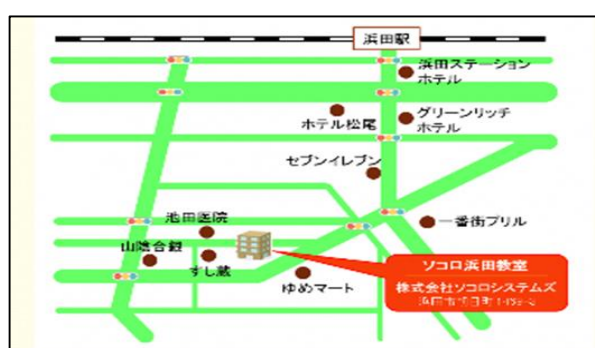 浜田駅
浜田ステーション
ホテル
グリーンリッチ
ホテル
ホテル松尾
セブンイレブン
池田医院
一番街プリル
山陰合銀
すし蔵
ゆめマート
ソコロ浜田教室
株式会社ソコロシステムズ